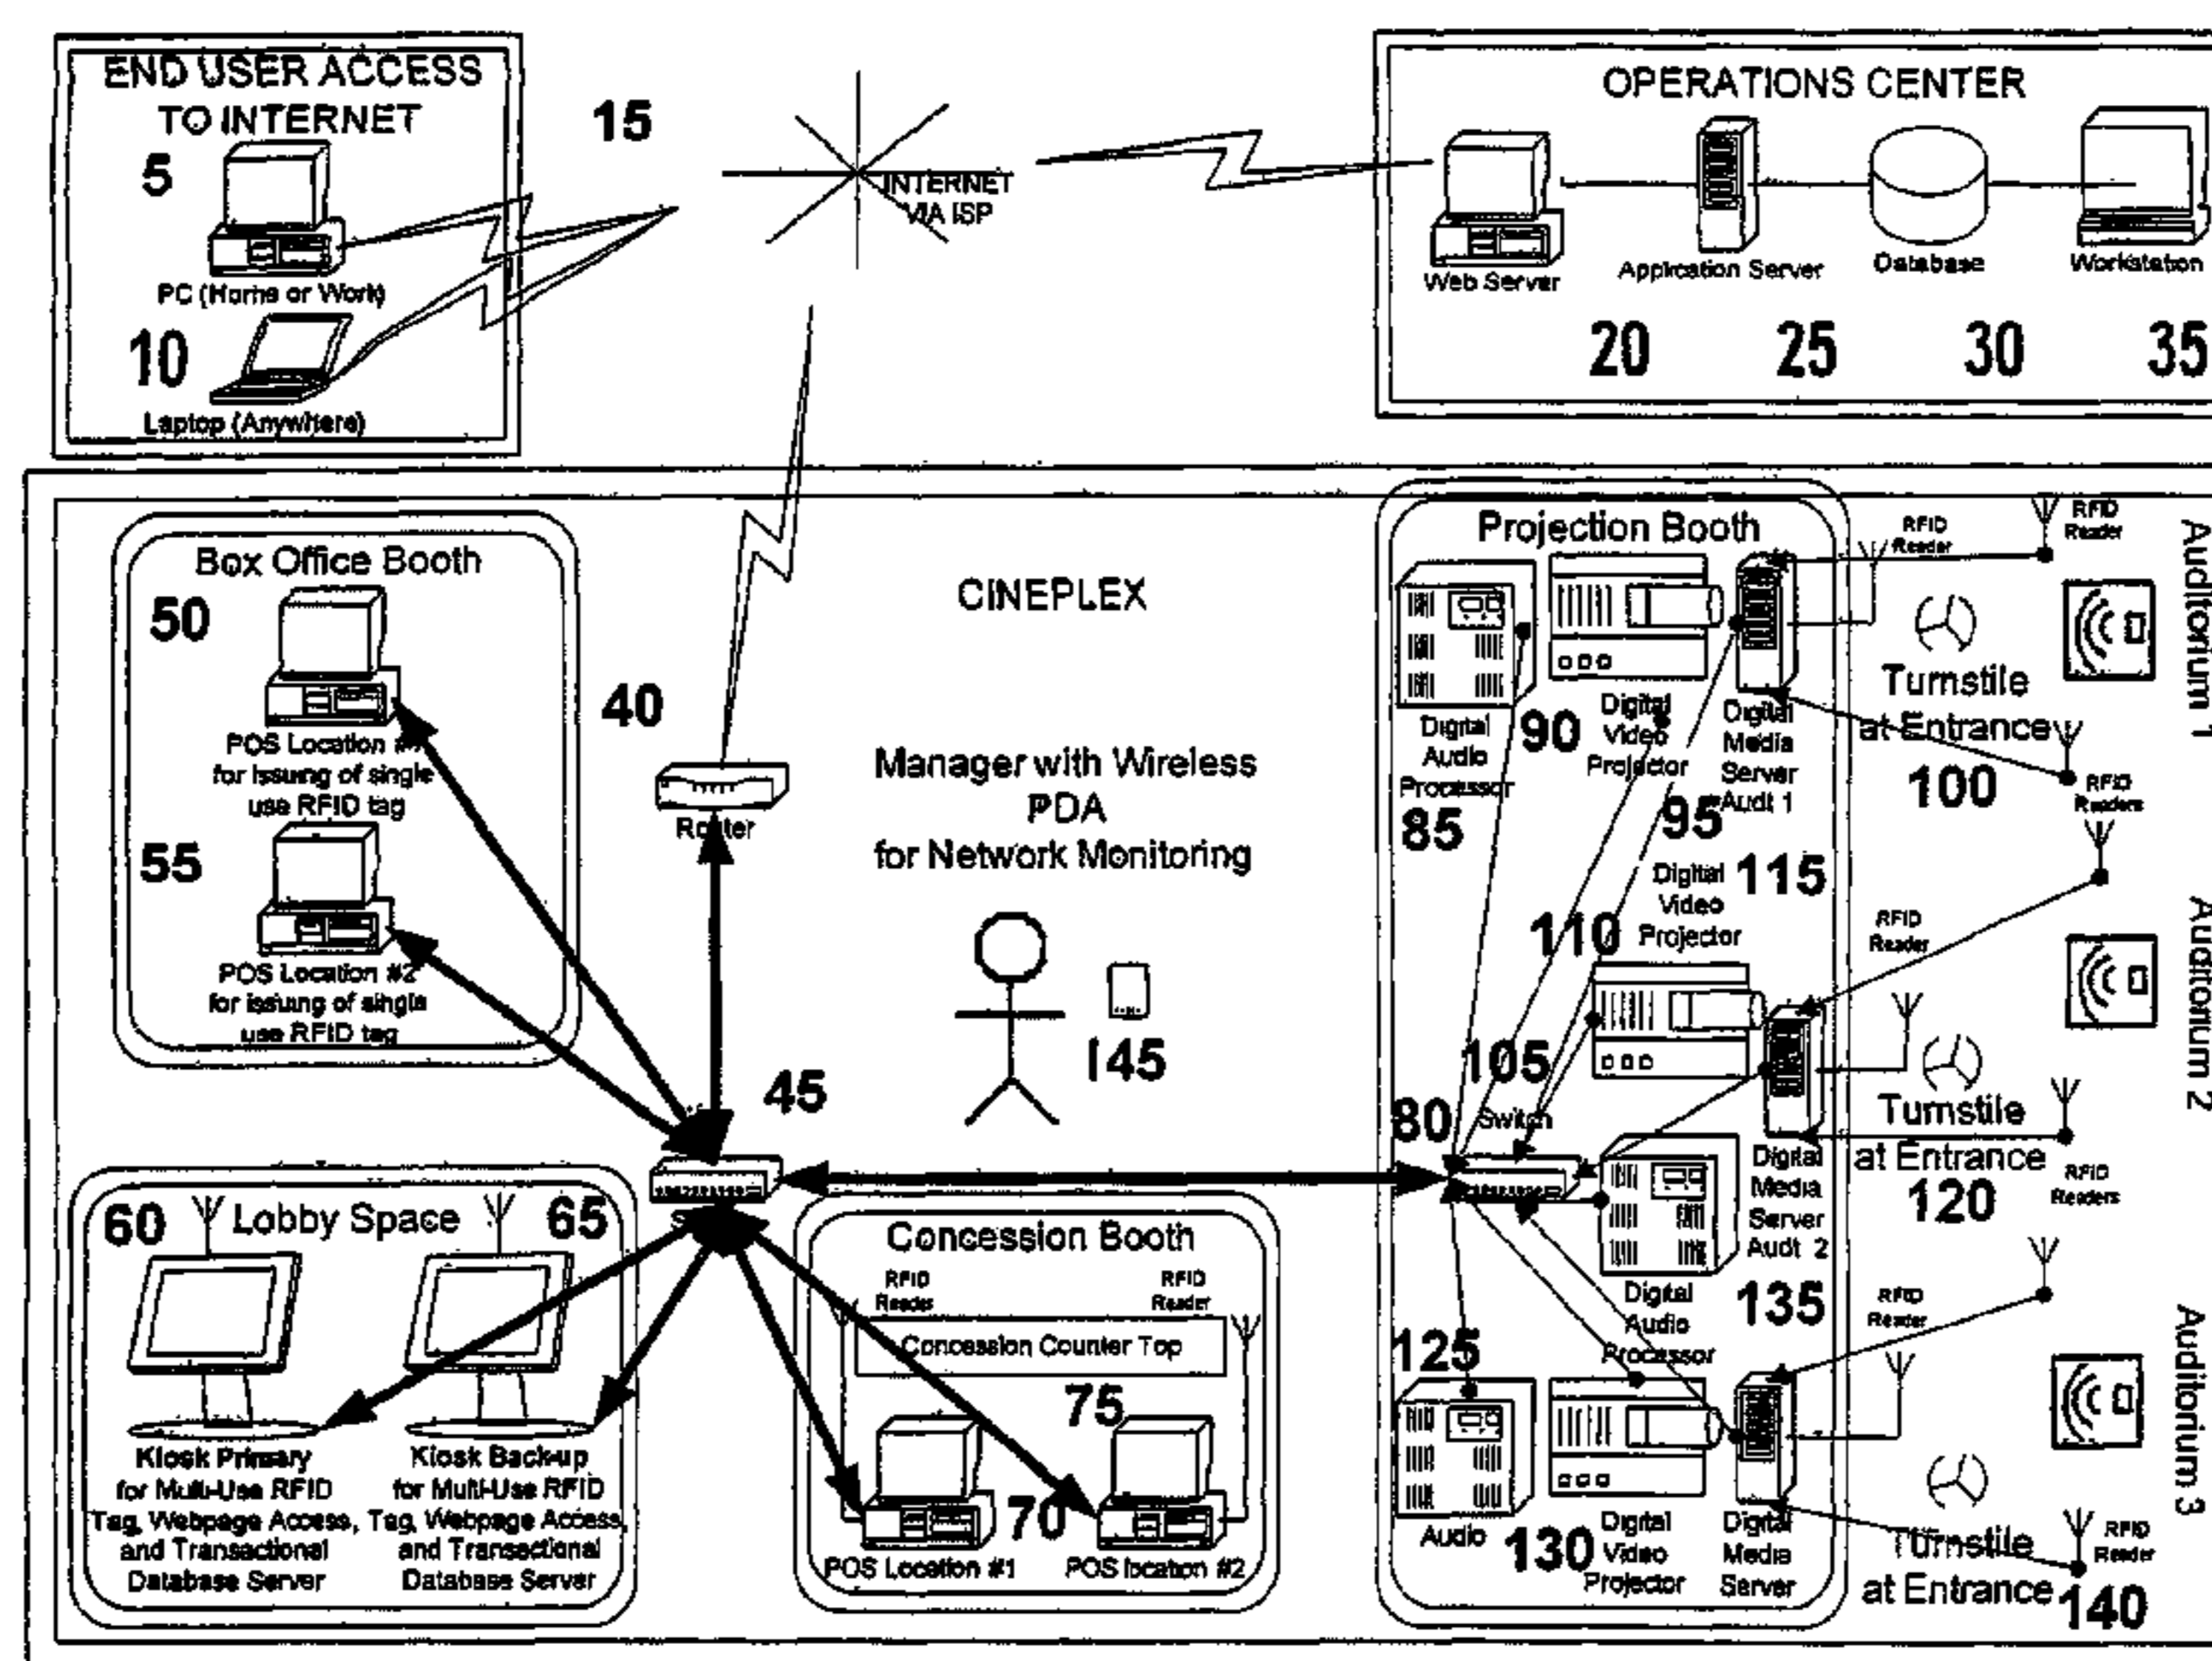 END USER ACCESS
TO INTERNET
5
PC (Home or Work)
10
Laptop (Anywhere)
15
INTERNET
VIA ISP
OPERATIONS CENTER
Web Server
Application Server
Database
Workstation
20
25
30
35
Box Office Booth
50
POS Location
for issuing of single
use RFID tag
55
POS Location #2
for issuing of single
use RFID tag
40
Router
45
CINEPLEX
Manager with Wireless
PDA
for Network Monitoring
145
60
Lobby Space
65
Kiosk Primary
for Multi-Use RFID
Tag, Webpage Access,
and Transactional
Database Server
Kiosk Back-up
for Multi-Use RFID
Tag, Webpage Access,
and Transactional
Database Server
Concession Booth
RFID
Reader
RFID
Reader
Concession Counter Top
75
70
POS Location #1
POS location #2
Projection Booth
Digital
Audio
Processor
85
90
Digital
Video
Projector
Digital
Media
Server
Audt 1
95
110
Digital
Video
Projector
115
105
80
Switch
Digital
Audio
Processor
Digital
Media
Server
Audt 2
135
125
Audio
130
Digital
Video
Projector
Digital
Media
Server
RFID
Reader
RFID
Reader
Turnstile
at Entrance
100
RFID
Readers
Auditorium 1
RFID
Reader
Turnstile
at Entrance
120
RFID
Readers
Auditorium 2
RFID
Reader
Turnstile
at Entrance
RFID
Reader
140
Auditorium 3